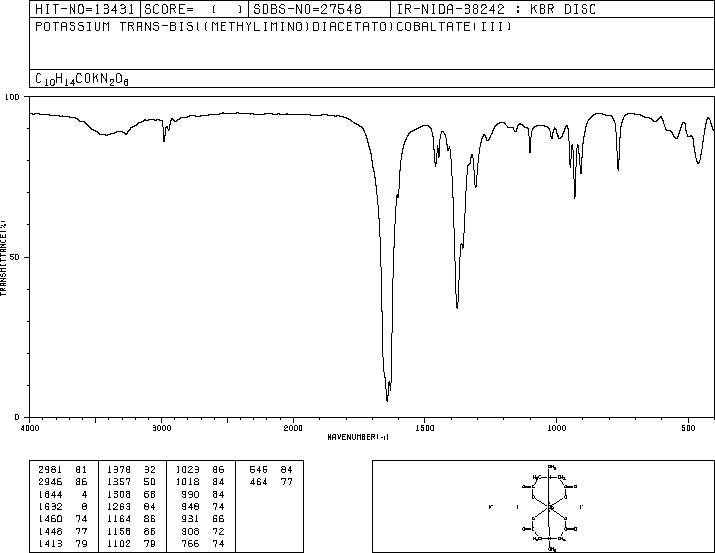 HIT-NO=13431 SCORE= ( ) SDBS-NO=27548 IR-NIDA-38242 : KBR DISC
POTASSIUM TRANS-BIS((METHYLIMINO)DIACETATO)COBALTATE(III)
C10H14COKN2O8
100
50
0
TRANSMITTANCE(%)
4000 3000 2000 1500 1000 500
WAVENUMBER(-1)
2981 81 1378 32 1023 86 546 84
2946 86 1357 50 1018 84 464 77
1644 4 1308 68 990 84
1632 8 1263 84 948 74
1460 74 1164 86 931 66
1448 77 1158 86 908 72
1413 79 1102 79 766 74